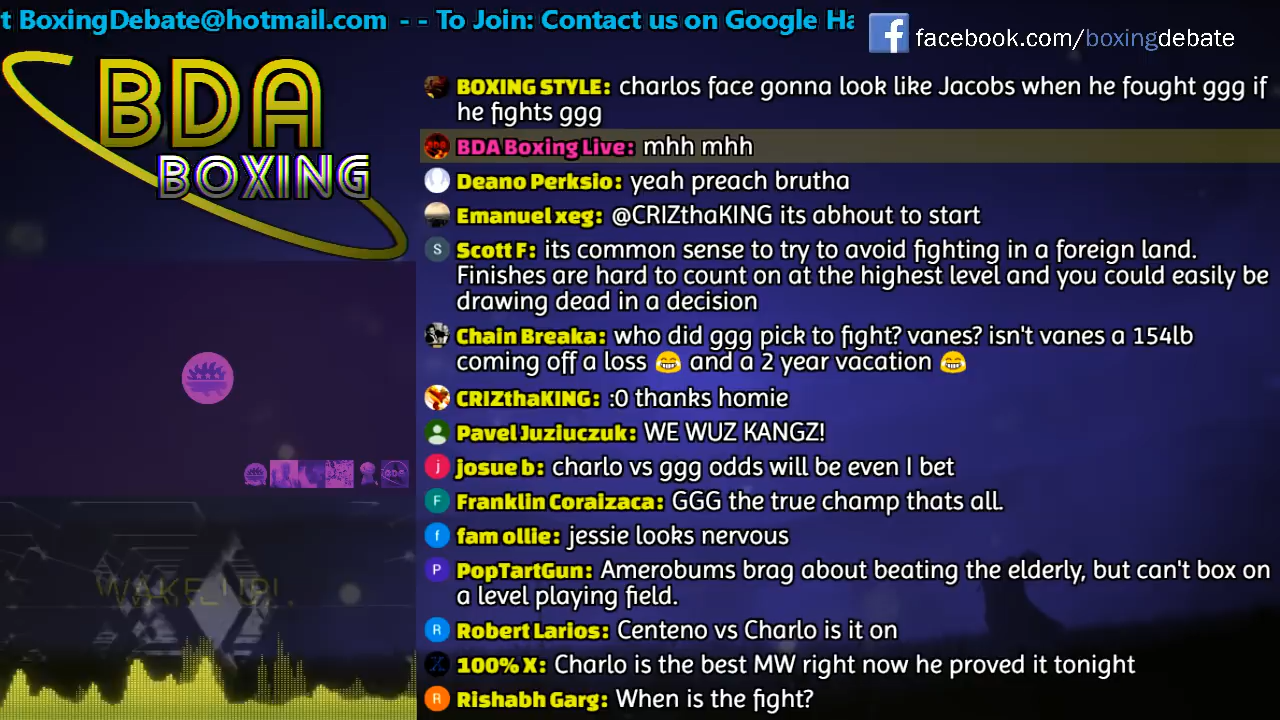 t BoxingDebate@hotmail.com - - To Join: Contact us on Google Ha
facebook.com/boxingdebate
BDA
BOXING
BOXING STYLE: charlos face gonna look like Jacobs when he fought ggg if
he fights ggg
BDA Boxing Live: mhh mhh
Deano Perksio: yeah preach brutha
Emanuel xeg: @CRIZthaKING its abhout to start
S Scott F: its common sense to try to avoid fighting in a foreign land.
Finishes are hard to count on at the highest level and you could easily be
drawing dead in a decision
Chain Breaka: who did ggg pick to fight? vanes? isn't vanes a 154lb
coming off a loss 😂 and a 2 year vacation 😂
CRIZthaKING: :0 thanks homie
Pavel Juziuczuk: WE WUZ KANGZ!
j josue b: charlo vs ggg odds will be even I bet
F Franklin Coraizaca: GGG the true champ thats all.
f fam ollie: jessie looks nervous
P PopTartGun: Amerobums brag about beating the elderly, but can't box on
a level playing field.
R Robert Larios: Centeno vs Charlo is it on
X 100% X: Charlo is the best MW right now he proved it tonight
R Rishabh Garg: When is the fight?
BDA
WAKE UP!